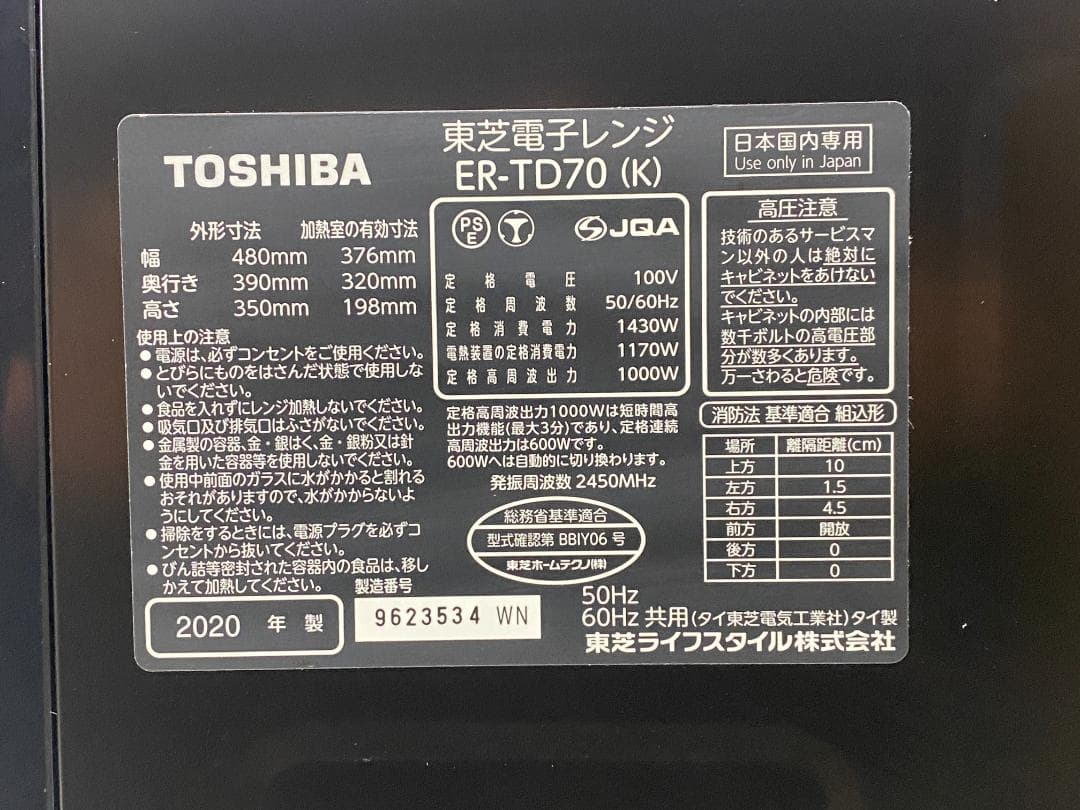 TOSHIBA
東芝電子レンジ
ER-TD70 (K)
日本国内専用
Use only in Japan
外形寸法 加熱室の有効寸法
幅 480mm 376mm
奥行き 390mm 320mm
高さ 350mm 198mm
使用上の注意
●電源は、必ずコンセントをご使用ください。
●とびらにものをはさんだ状態で使用しな
いでください。
●食品を入れずにレンジ加熱しないでください。
●吸気口及び排気口はふさがないでください。
●金属製の容器、金・銀はく、金・銀粉又は針
金を用いた容器等を使用しないでください。
●使用中前面のガラスに水がかかると割れる
おそれがありますので、水がかからないよ
うにしてください。
●掃除をするときには、電源プラグを必ずコ
ンセントから抜いてください。
●びん詰等密封された容器内の食品は、移し
かえて加熱してください。
PS
E
JQA
定格電圧 100V
定格周波数 50/60Hz
定格消費電力 1430W
電熱装置の定格消費電力 1170W
定格高周波出力 1000W
定格高周波出力1000Wは短時間高
出力機能(最大3分)であり、定格連続
高周波出力は600Wです。
600Wへは自動的に切り換わります。
発振周波数 2450MHz
総務省基準適合
型式確認第 BBIY06 号
東芝ホームテクノ(株)
高圧注意
技術のあるサービスマ
ン以外の人は絶対に
キャビネットをあけない
でください。
キャビネットの内部には
数千ボルトの高電圧部
分が数多くあります。
万一さわると危険です。
消防法 基準適合 組込形
場所 離隔距離(cm)
上方 10
左方 1.5
右方 4.5
前方 開放
後方 0
下方 0
2020 年 製
製造番号
9623534 WN
50Hz
60Hz 共用(タイ東芝電気工業社)タイ製
東芝ライフスタイル株式会社